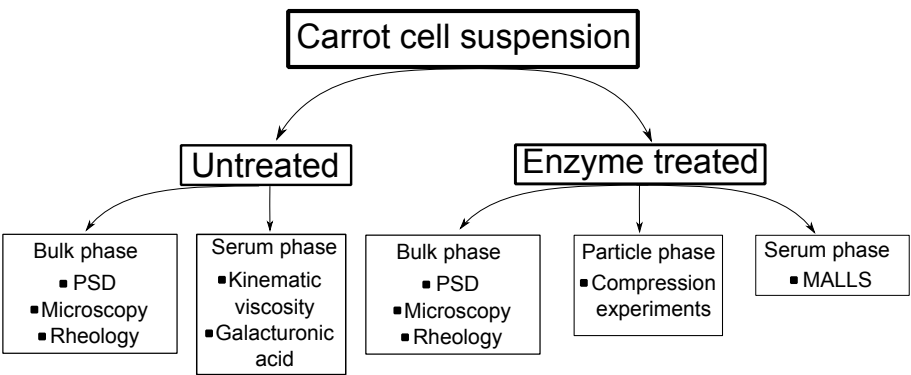 Carrot cell suspension
Untreated
Enzyme treated
Bulk phase
▪PSD
▪Microscopy
▪Rheology
Serum phase
▪Kinematic
viscosity
▪Galacturonic
acid
Bulk phase
▪PSD
▪Microscopy
▪Rheology
Particle phase
▪Compression
experiments
Serum phase
▪MALLS